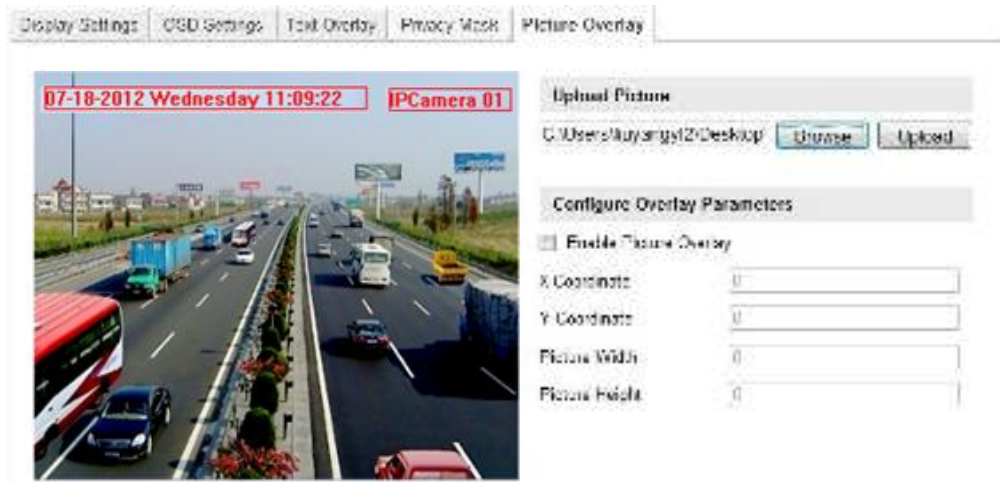 Display Settings
OSD Settings
Text Overlay
Privacy Mask
Picture Overlay
07-18-2012 Wednesday 11:09:22
IPCamera 01
Upload Picture
Browse
Upload
Configure Overlay Parameters
Enable Picture Overlay
X Coordinate
0
Y Coordinate
0
Picture Width
0
Picture Height
0